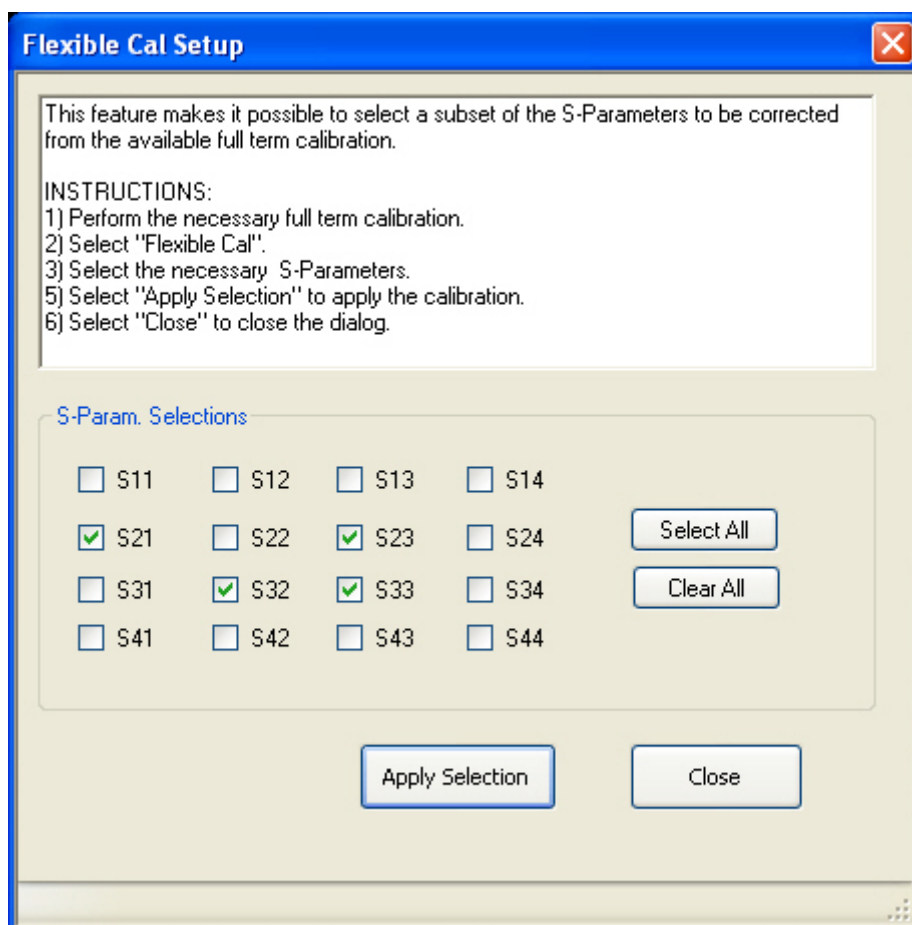 Flexible Cal Setup
This feature makes it possible to select a subset of the S-Parameters to be corrected
from the available full term calibration.
INSTRUCTIONS:
1) Perform the necessary full term calibration.
2) Select "Flexible Cal".
3) Select the necessary  S-Parameters.
5) Select "Apply Selection" to apply the calibration.
6) Select "Close" to close the dialog.
S-Param. Selections
S11 S12 S13 S14
S21 S22 S23 S24 Select All
S31 S32 S33 S34 Clear All
S41 S42 S43 S44
Apply Selection Close